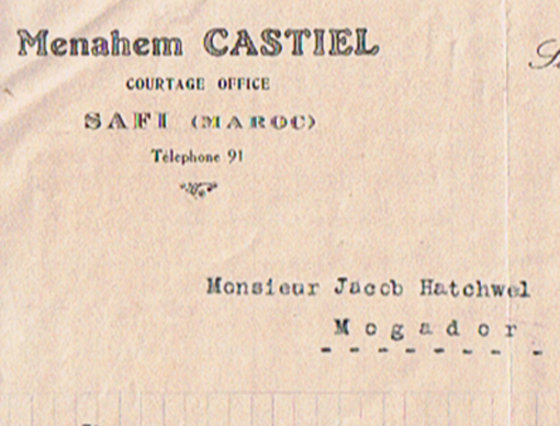 Menahem CASTIEL
COURTAGE OFFICE
SAFI (MAROC)
Téléphone 91
Monsieur Jacob Hatchwel
Mogador